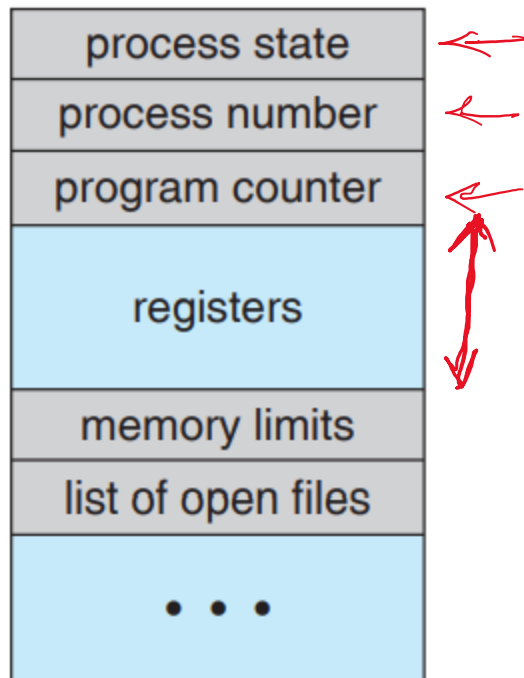 process state
process number
program counter
registers
memory limits
list of open files
• • •